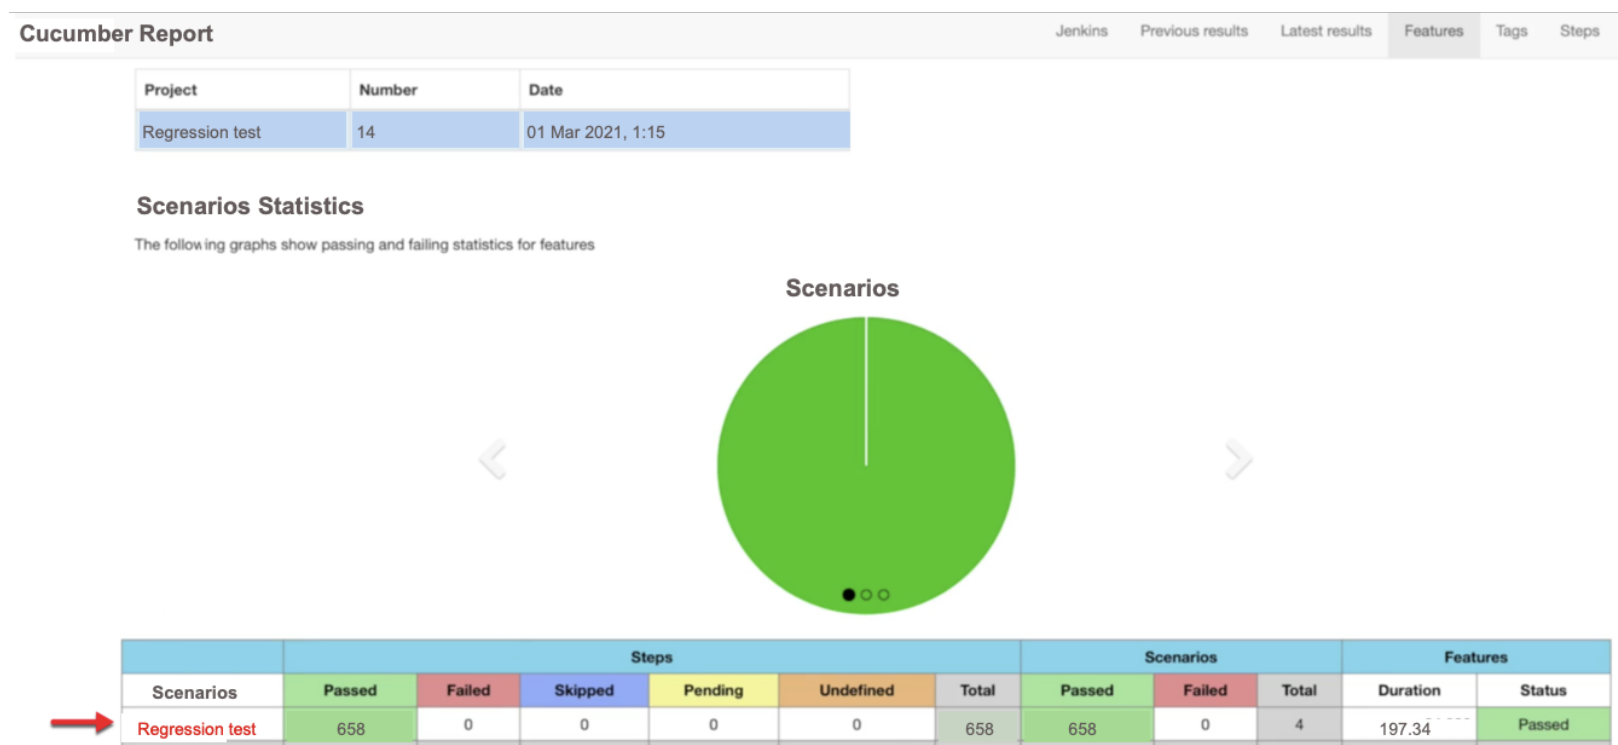 Cucumber Report Jenkins Previous results Latest results Features Tags Steps
Project Number Date
Regression test 14 01 Mar 2021, 1:15
Scenarios Statistics
The following graphs show passing and failing statistics for features
Scenarios
Steps Scenarios Features
Scenarios Passed Failed Skipped Pending Undefined Total Passed Failed Total Duration Status
Regression test 658 0 0 0 0 658 658 0 4 197.34 Passed